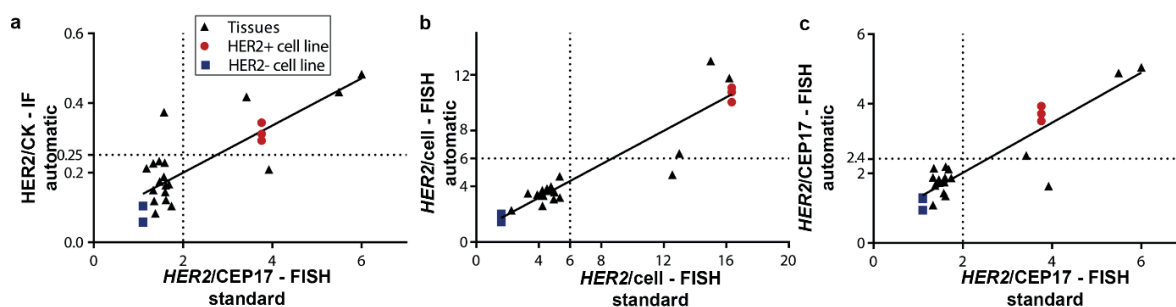 a
0.6
0.4
0.25
0.2
0.0
HER2/CK - IF
automatic
0
2
4
6
HER2/CEP17 - FISH
standard
Tissues
HER2+ cell line
HER2- cell line
b
12
8
6
4
0
HER2/cell - FISH
automatic
0
4
6
8
12
16
20
HER2/cell - FISH
standard
c
6
4
2.4
2
0
HER2/CEP17 - FISH
automatic
0
2
4
6
HER2/CEP17 - FISH
standard